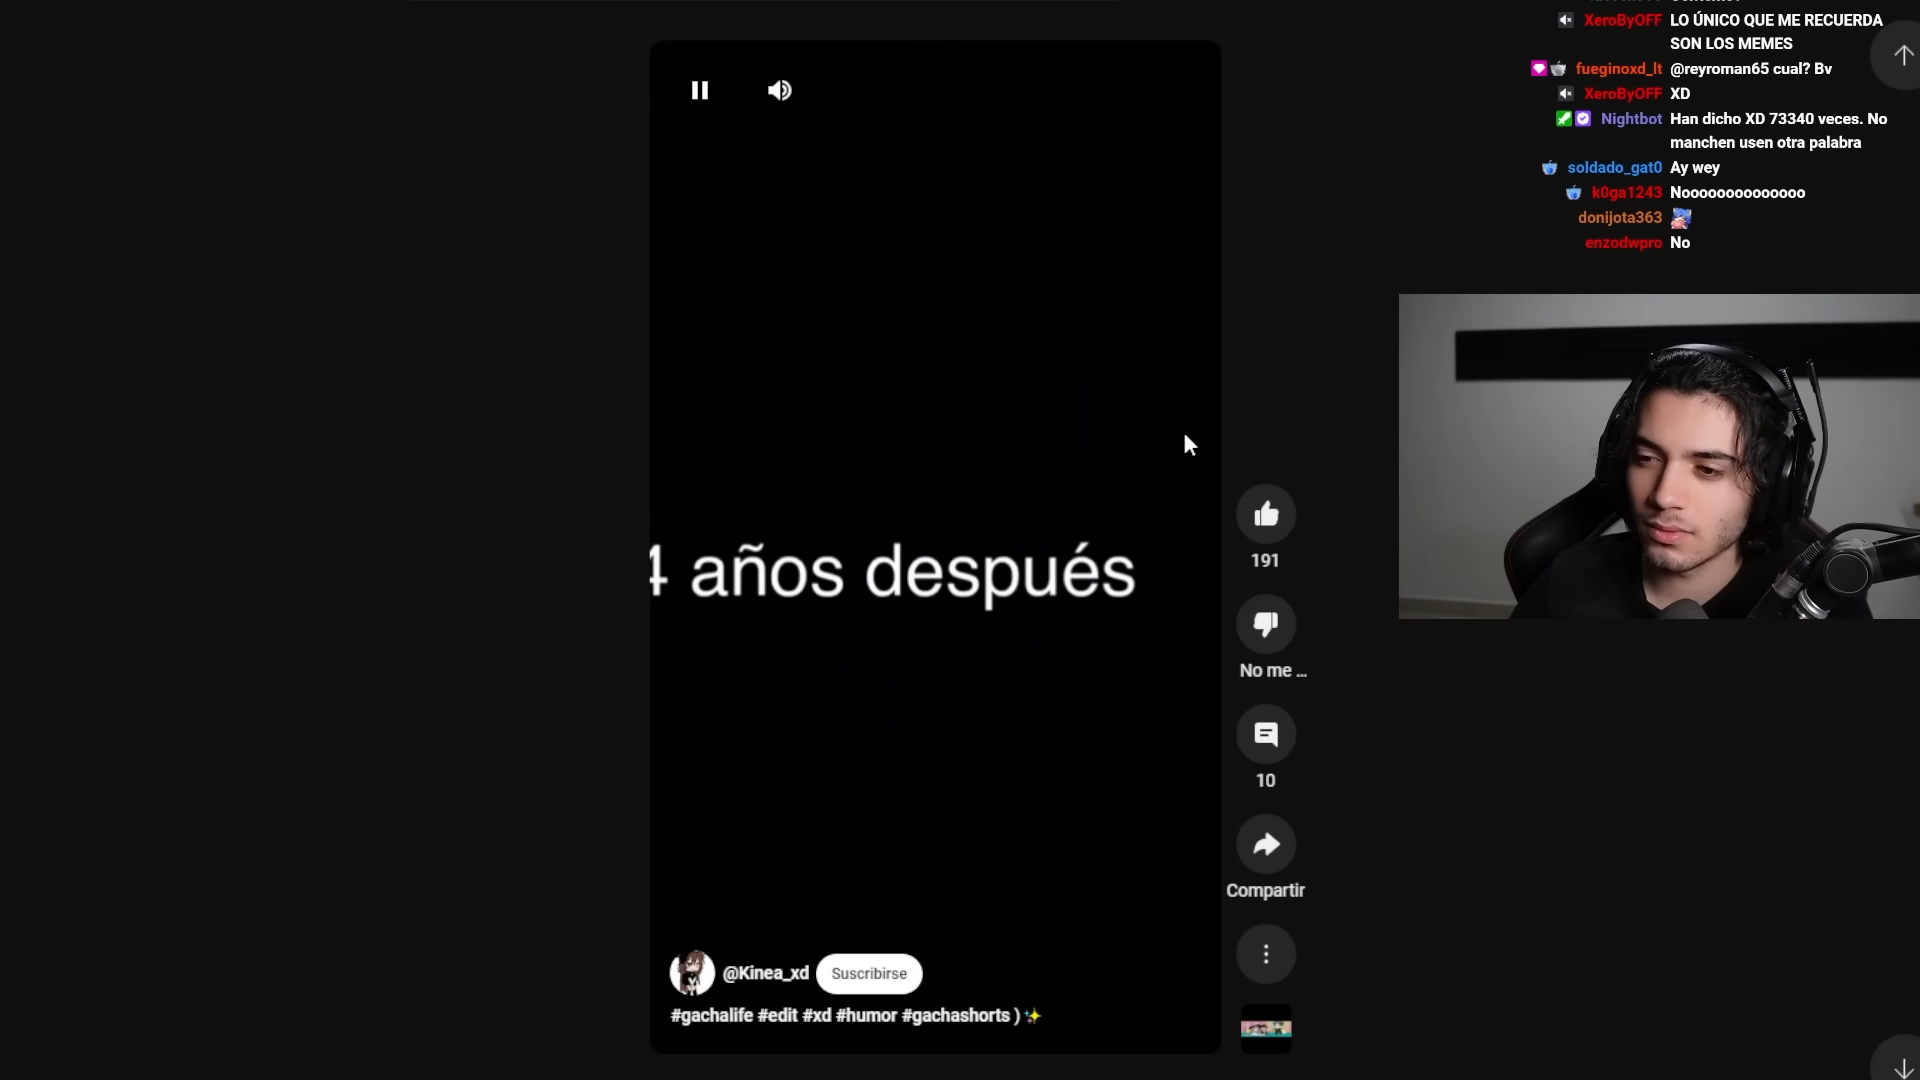 XeroByOFF LO ÚNICO QUE ME RECUERDA
SON LOS MEMES
fueginoxd_lt @reyroman65 cual? Bv
XeroByOFF XD
Nightbot Han dicho XD 73340 veces. No
manchen usen otra palabra
soldado_gat0 Ay wey
k0ga1243 Noooooooooooooo
donijota363
enzodwpro No
4 años después
191
No me ...
10
Compartir
@Kinea_xd Suscribirse
#gachalife #edit #xd #humor #gachashorts )✨